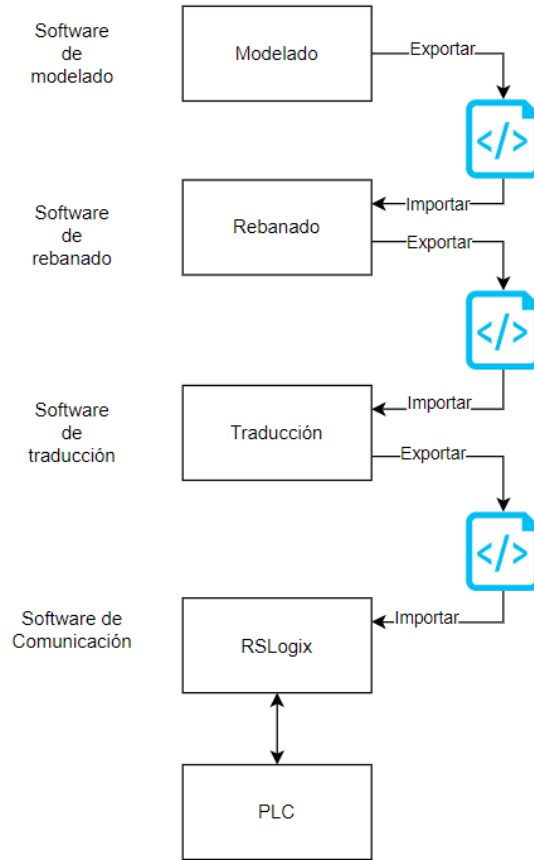 Software
de
modelado
Modelado
Exportar
</>
Importar
Software
de
rebanado
Rebanado
Exportar
</>
Importar
Software
de
traducción
Traducción
Exportar
</>
Importar
Software de
Comunicación
RSLogix
PLC